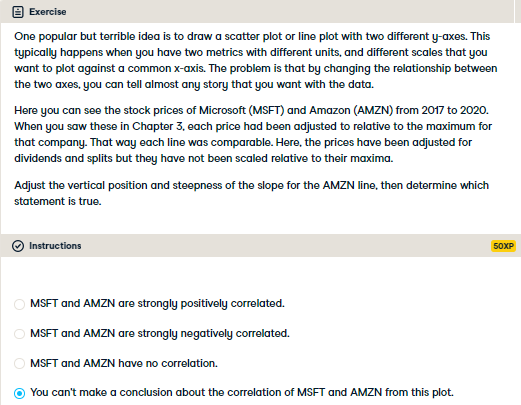 Exercise
One popular but terrible idea is to draw a scatter plot or line plot with two different y-axes. This
typically happens when you have two metrics with different units, and different scales that you
want to plot against a common x-axis. The problem is that by changing the relationship between
the two axes, you can tell almost any story that you want with the data.
Here you can see the stock prices of Microsoft (MSFT) and Amazon (AMZN) from 2017 to 2020.
When you saw these in Chapter 3, each price had been adjusted to relative to the maximum for
that company. That way each line was comparable. Here, the prices have been adjusted for
dividends and splits but they have not been scaled relative to their maxima.
Adjust the vertical position and steepness of the slope for the AMZN line, then determine which
statement is true.
Instructions
50XP
MSFT and AMZN are strongly positively correlated.
MSFT and AMZN are strongly negatively correlated.
MSFT and AMZN have no correlation.
You can't make a conclusion about the correlation of MSFT and AMZN from this plot.